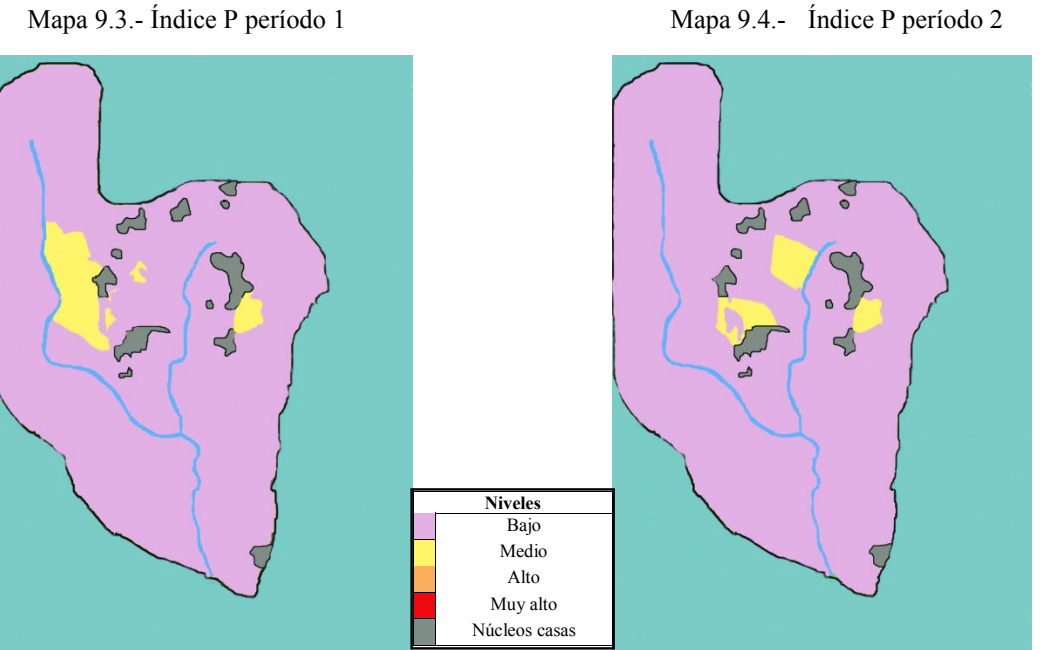 Mapa 9.3.- Índice P período 1
Mapa 9.4.- Índice P período 2
Niveles
Bajo
Medio
Alto
Muy alto
Núcleos casas